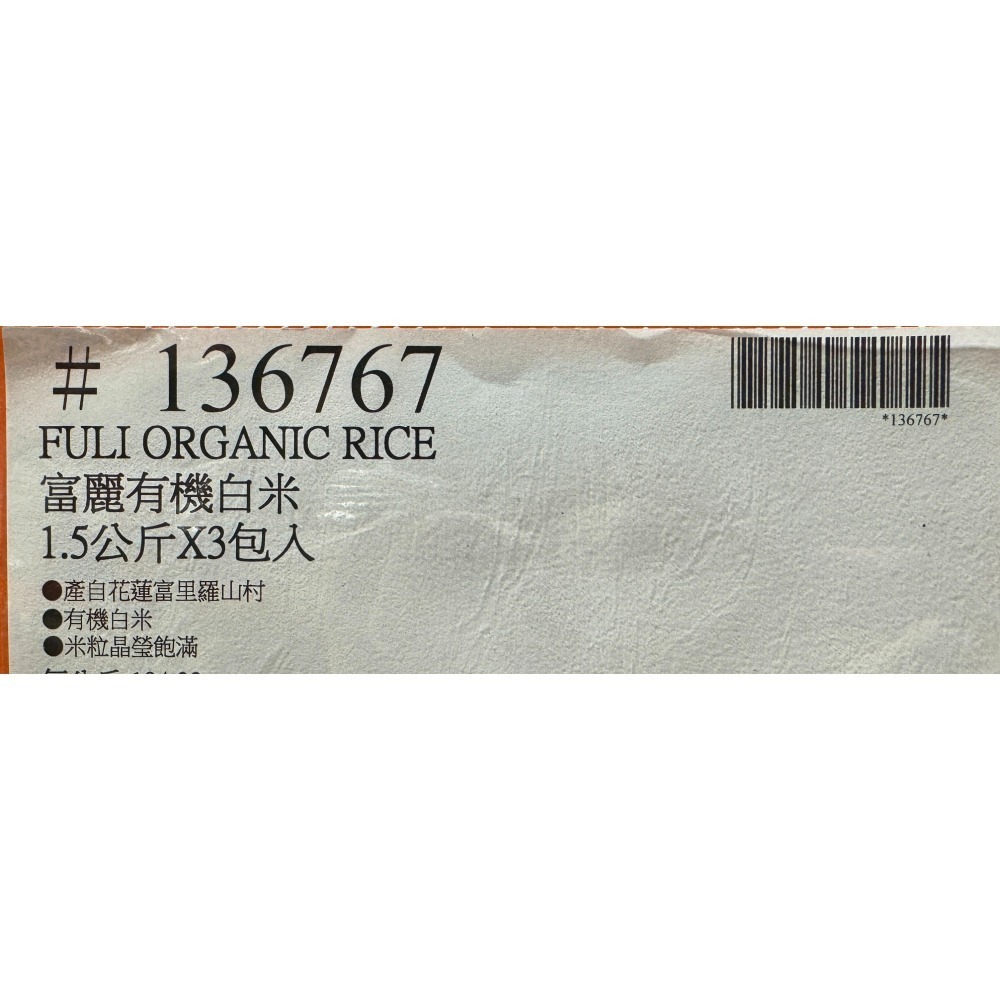 # 136767
*136767*
FULI ORGANIC RICE
富麗有機白米
1.5公斤X3包入
●產自花蓮富里羅山村
●有機白米
●米粒晶瑩飽滿